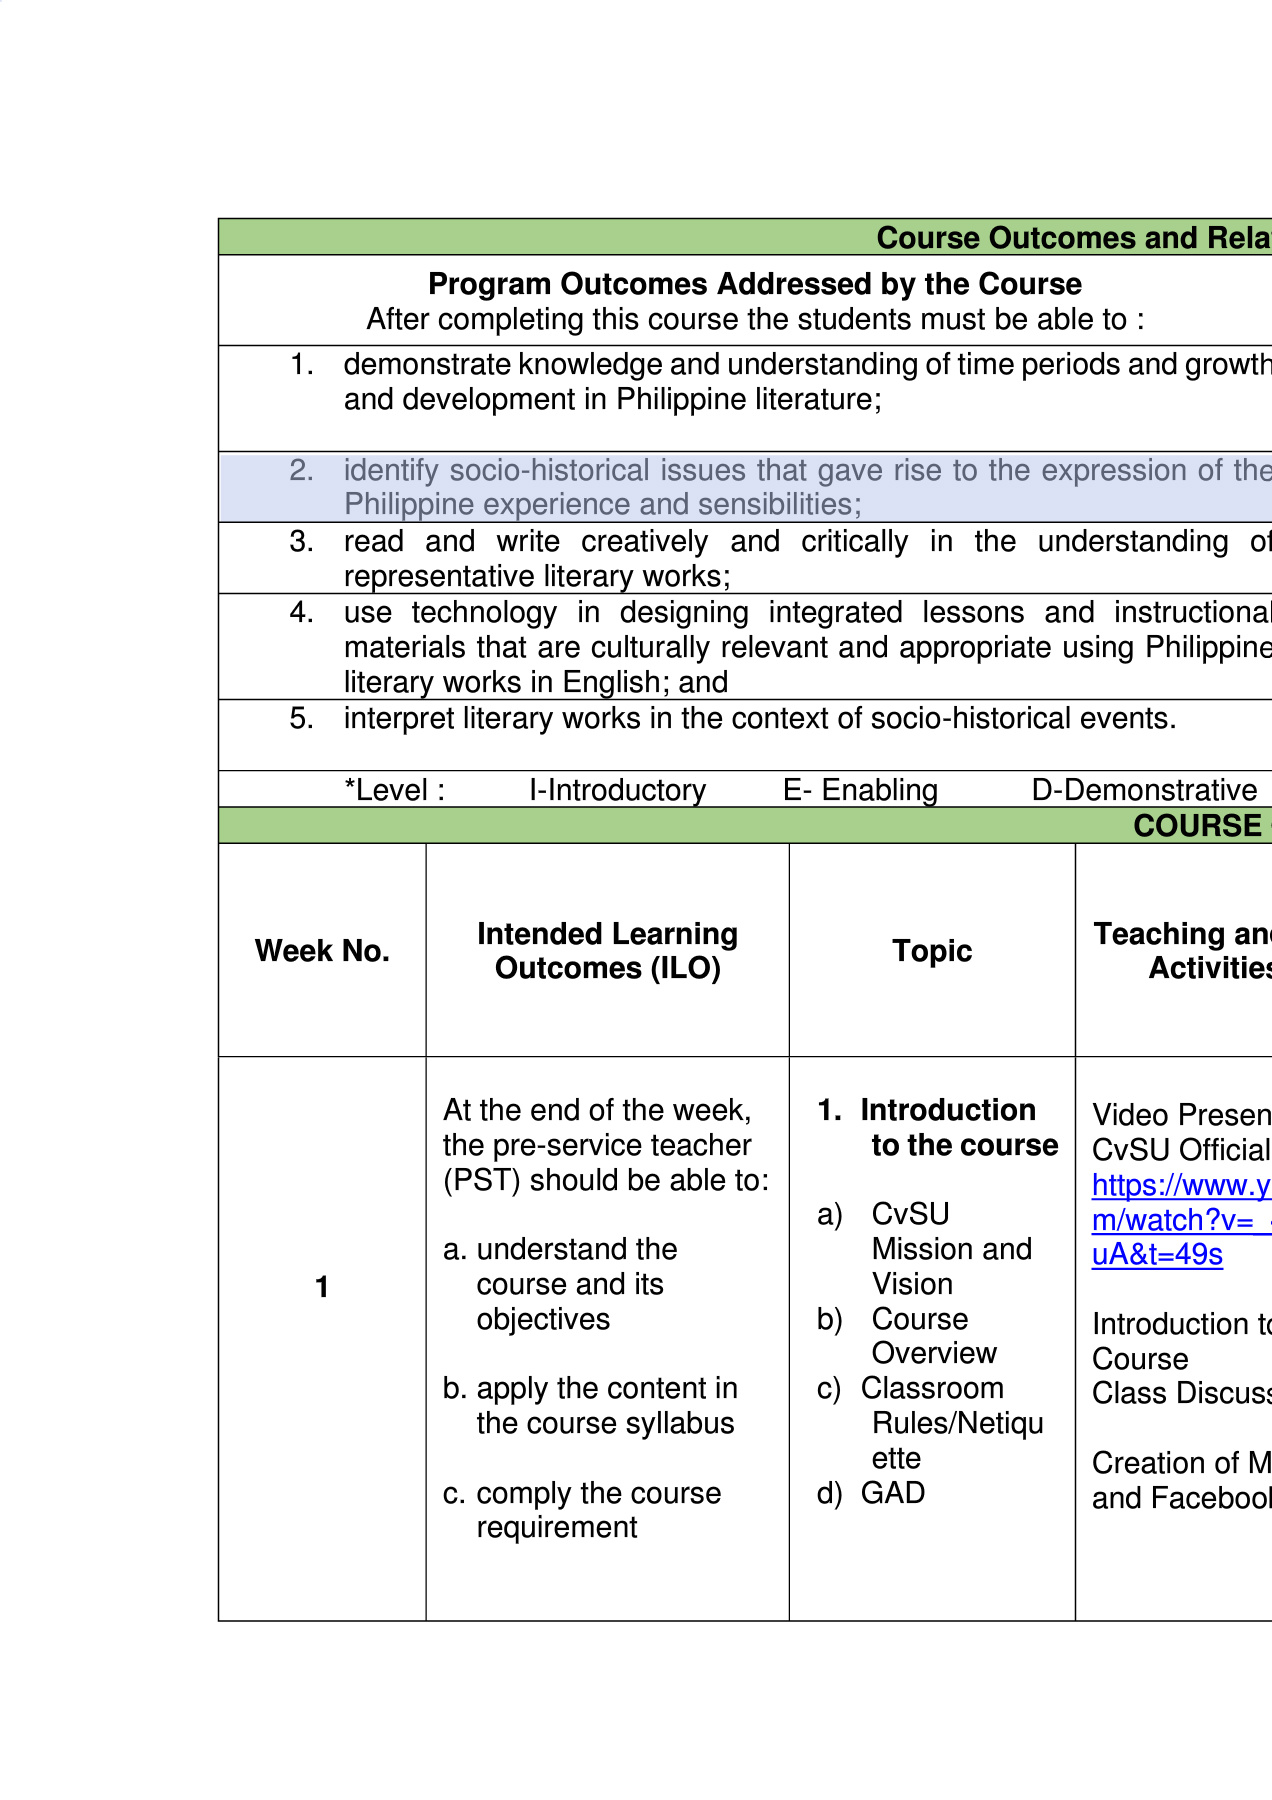 Course Outcomes and Rela
Program Outcomes Addressed by the Course
After completing this course the students must be able to :
1. demonstrate knowledge and understanding of time periods and growth
and development in Philippine literature;
2. identify socio-historical issues that gave rise to the expression of the
Philippine experience and sensibilities;
3. read and write creatively and critically in the understanding of
representative literary works;
4. use technology in designing integrated lessons and instructional
materials that are culturally relevant and appropriate using Philippine
literary works in English; and
5. interpret literary works in the context of socio-historical events.
*Level : I-Introductory E- Enabling D-Demonstrative
COURSE
Week No.
Intended Learning
Outcomes (ILO)
Topic
Teaching and
Activities
1
At the end of the week,
the pre-service teacher
(PST) should be able to:
a. understand the
course and its
objectives
b. apply the content in
the course syllabus
c. comply the course
requirement
1. Introduction
to the course
a) CvSU
Mission and
Vision
b) Course
Overview
c) Classroom
Rules/Netiqu
ette
d) GAD
Video Presen
CvSU Official
https://www.y
m/watch?v=_
uA&t=49s
Introduction to
Course
Class Discuss
Creation of M
and Facebook